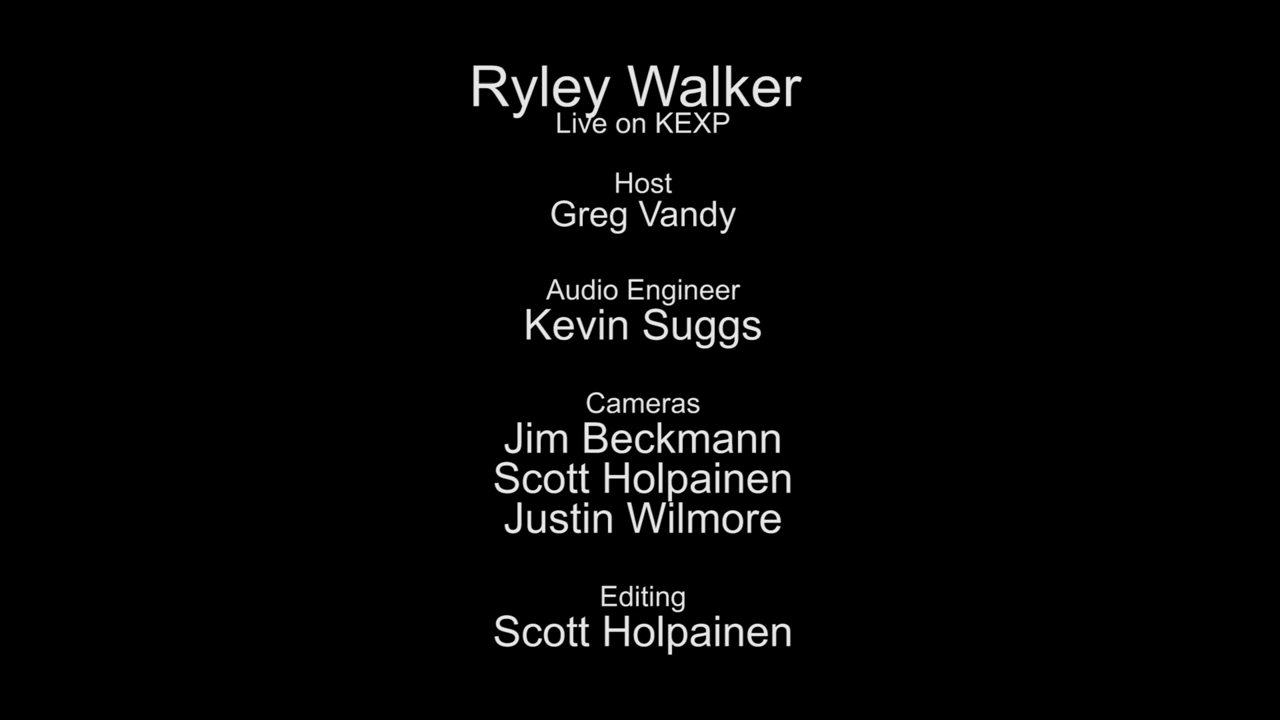 Ryley Walker
Live on KEXP
Host
Greg Vandy
Audio Engineer
Kevin Suggs
Cameras
Jim Beckmann
Scott Holpainen
Justin Wilmore
Editing
Scott Holpainen